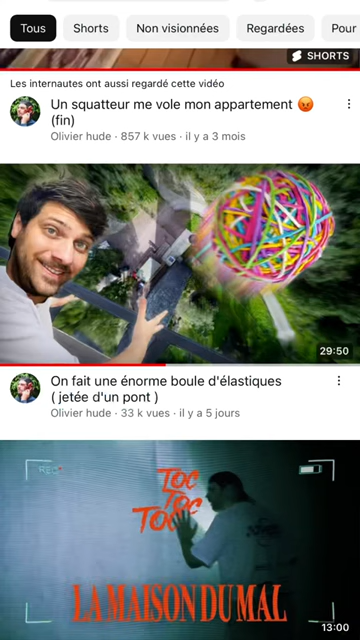 Tous
Shorts
Non visionnées
Regardées
Pour
SHORTS
Les internautes ont aussi regardé cette vidéo
Un squatteur me vole mon appartement 😡
(fin)
Olivier hude · 857 k vues · il y a 3 mois
29:50
On fait une énorme boule d'élastiques
( jetée d'un pont )
Olivier hude · 33 k vues · il y a 5 jours
REC
TOC
TOC
TOC
LA MAISON DU MAL
13:00